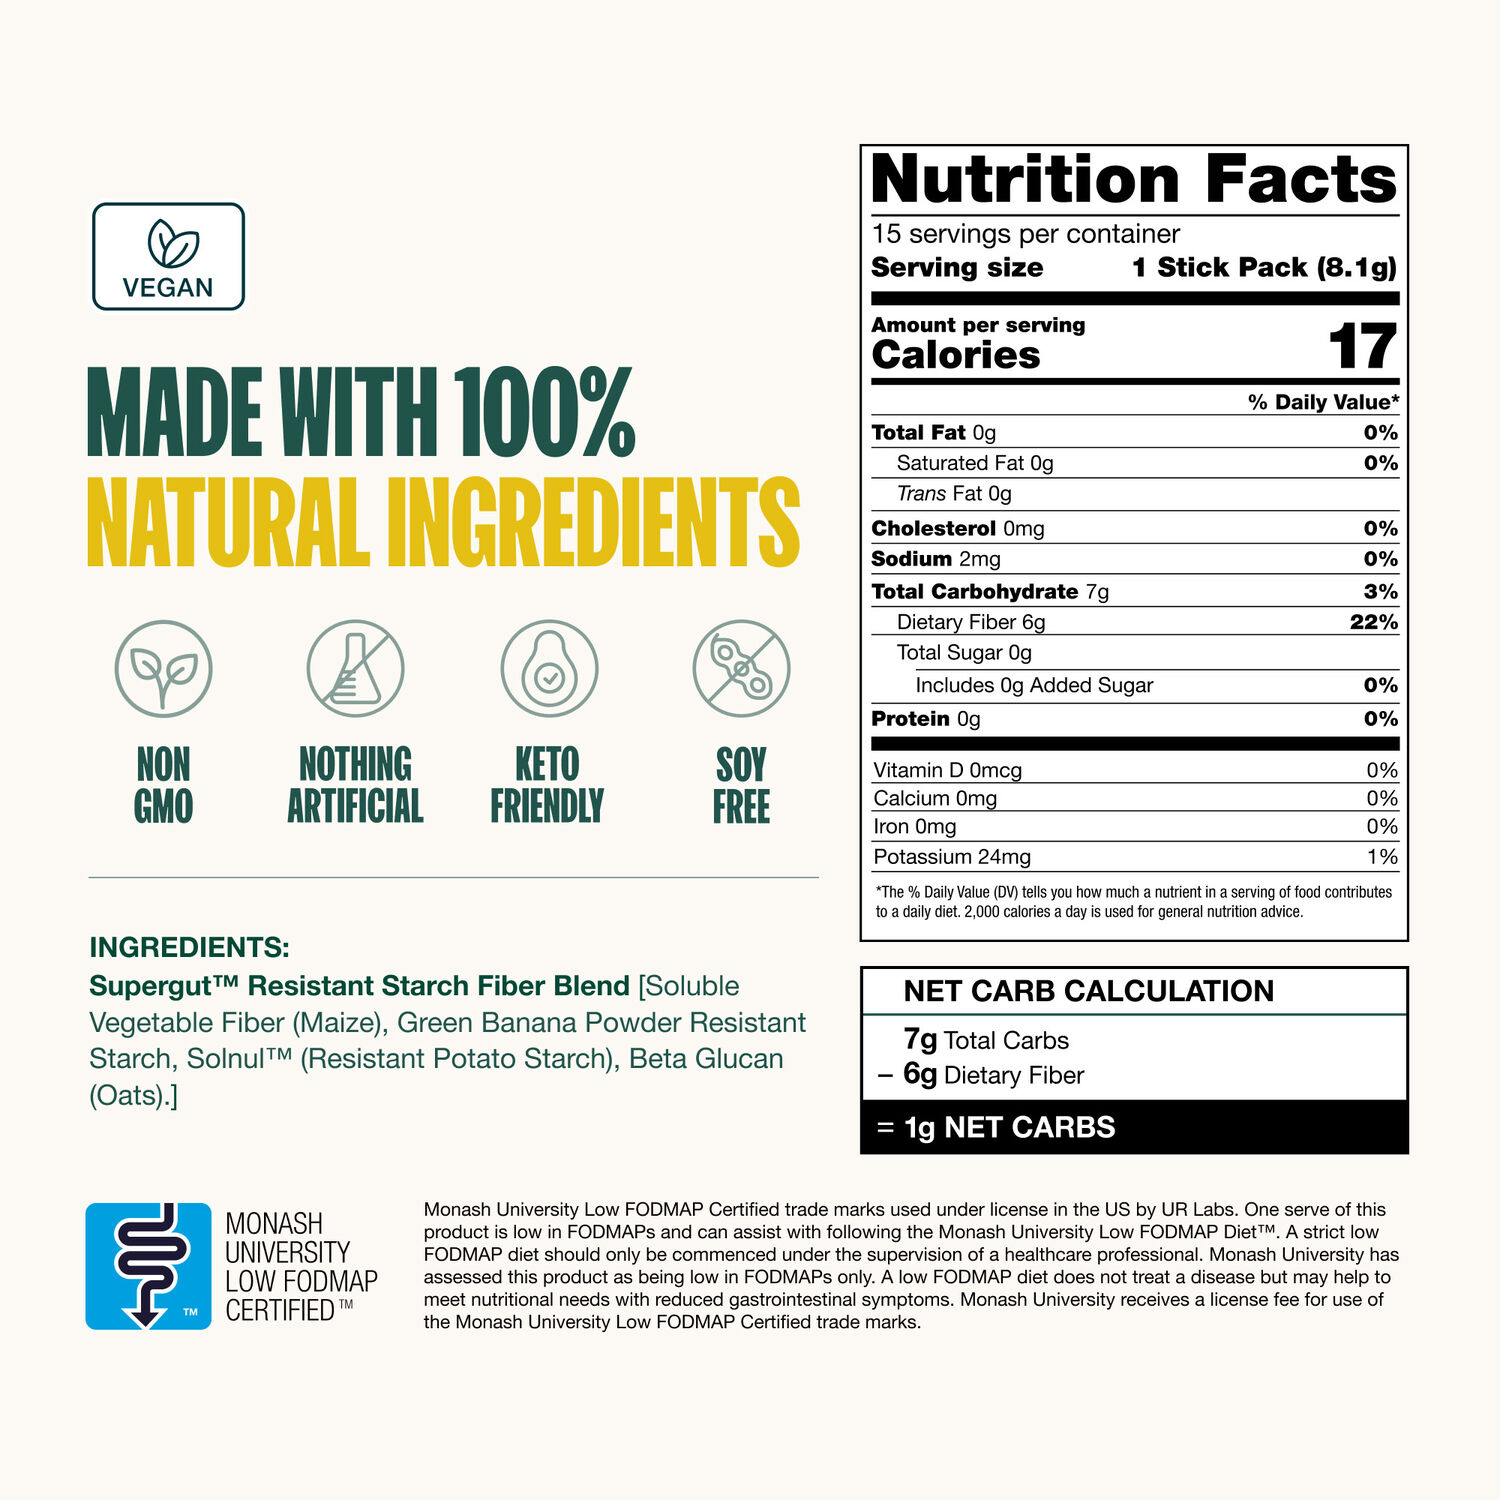 VEGAN
MADE WITH 100%
NATURAL INGREDIENTS
NON
GMO
NOTHING
ARTIFICIAL
KETO
FRIENDLY
SOY
FREE
INGREDIENTS:
Supergut™ Resistant Starch Fiber Blend [Soluble
Vegetable Fiber (Maize), Green Banana Powder Resistant
Starch, Solnul™ (Resistant Potato Starch), Beta Glucan
(Oats).]
Nutrition Facts
15 servings per container
Serving size 1 Stick Pack (8.1g)
Amount per serving
Calories 17
% Daily Value*
Total Fat 0g 0%
Saturated Fat 0g 0%
Trans Fat 0g
Cholesterol 0mg 0%
Sodium 2mg 0%
Total Carbohydrate 7g 3%
Dietary Fiber 6g 22%
Total Sugar 0g
Includes 0g Added Sugar 0%
Protein 0g 0%
Vitamin D 0mcg 0%
Calcium 0mg 0%
Iron 0mg 0%
Potassium 24mg 1%
*The % Daily Value (DV) tells you how much a nutrient in a serving of food contributes
to a daily diet. 2,000 calories a day is used for general nutrition advice.
NET CARB CALCULATION
7g Total Carbs
– 6g Dietary Fiber
= 1g NET CARBS
TM
MONASH
UNIVERSITY
LOW FODMAP
CERTIFIED™
Monash University Low FODMAP Certified trade marks used under license in the US by UR Labs. One serve of this
product is low in FODMAPs and can assist with following the Monash University Low FODMAP Diet™. A strict low
FODMAP diet should only be commenced under the supervision of a healthcare professional. Monash University has
assessed this product as being low in FODMAPs only. A low FODMAP diet does not treat a disease but may help to
meet nutritional needs with reduced gastrointestinal symptoms. Monash University receives a license fee for use of
the Monash University Low FODMAP Certified trade marks.